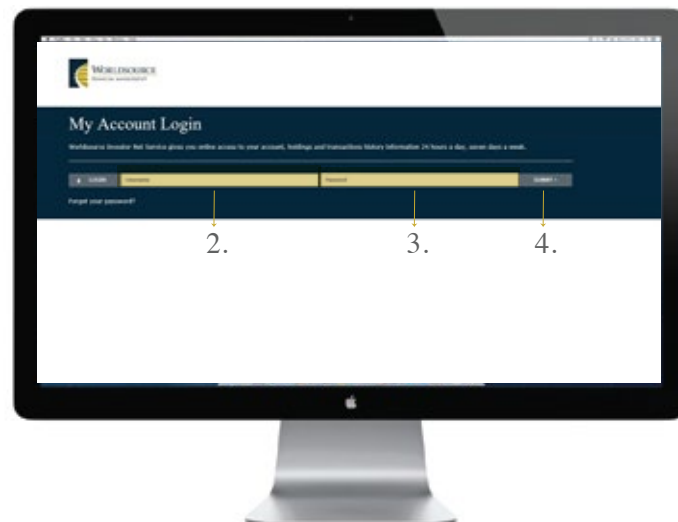 WORLDSOURCE
My Account Login
Worldsource Investor Net Service gives you online access to your account, holdings and transactions history information 24 hours a day, seven days a week.
LOGIN Username Password SUBMIT
Forgot your password?
2. 3. 4.